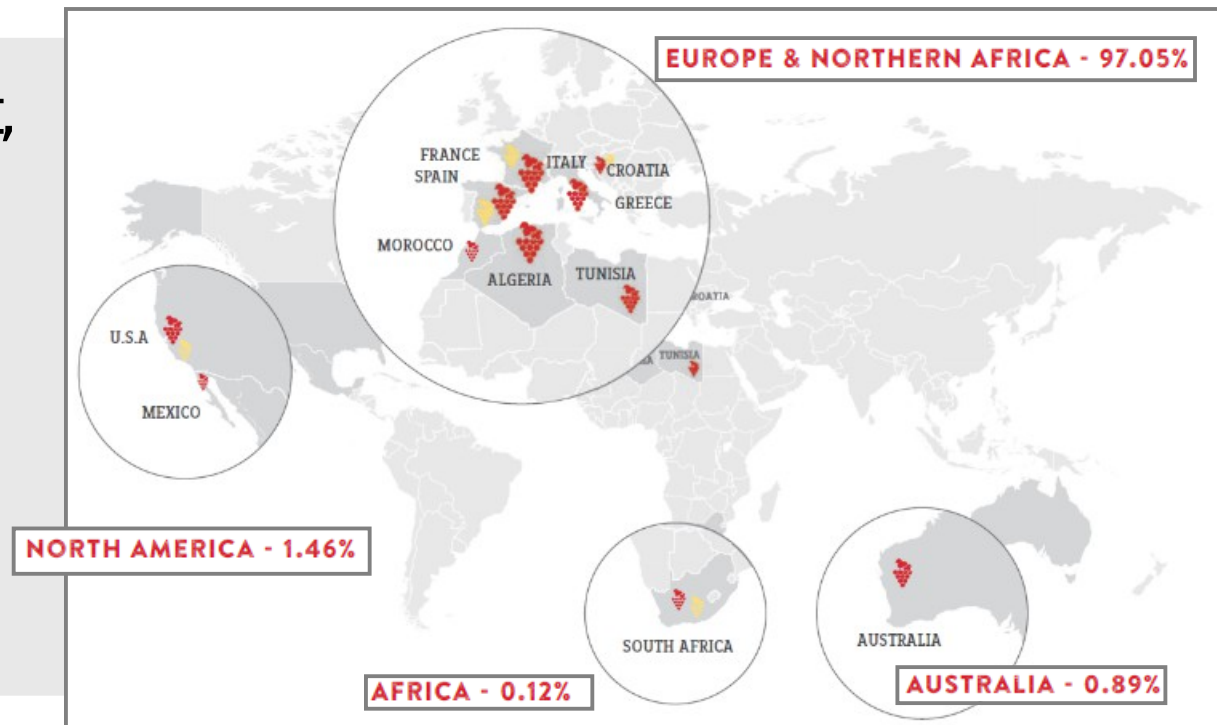 EUROPE & NORTHERN AFRICA - 97.05%
FRANCE
ITALY
CROATIA
SPAIN
GREECE
MOROCCO
ALGERIA
TUNISIA
TUNISIA
U.S.A
MEXICO
NORTH AMERICA - 1.46%
SOUTH AFRICA
AUSTRALIA
AFRICA - 0.12%
AUSTRALIA - 0.89%